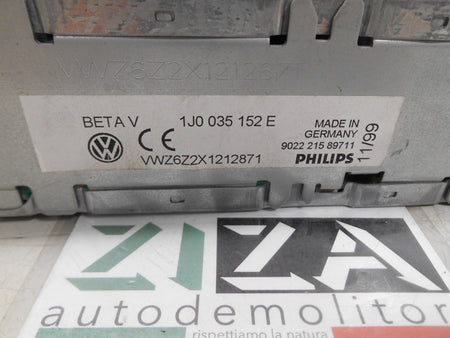 VWZ6Z2X1212871
BETA V 1J0 035 152 E
MADE IN
GERMANY
9022 215 89711
VWZ6Z2X1212871 PHILIPS
11/99
CE
ZIZA
autodemolitor
rispettiamo la natura